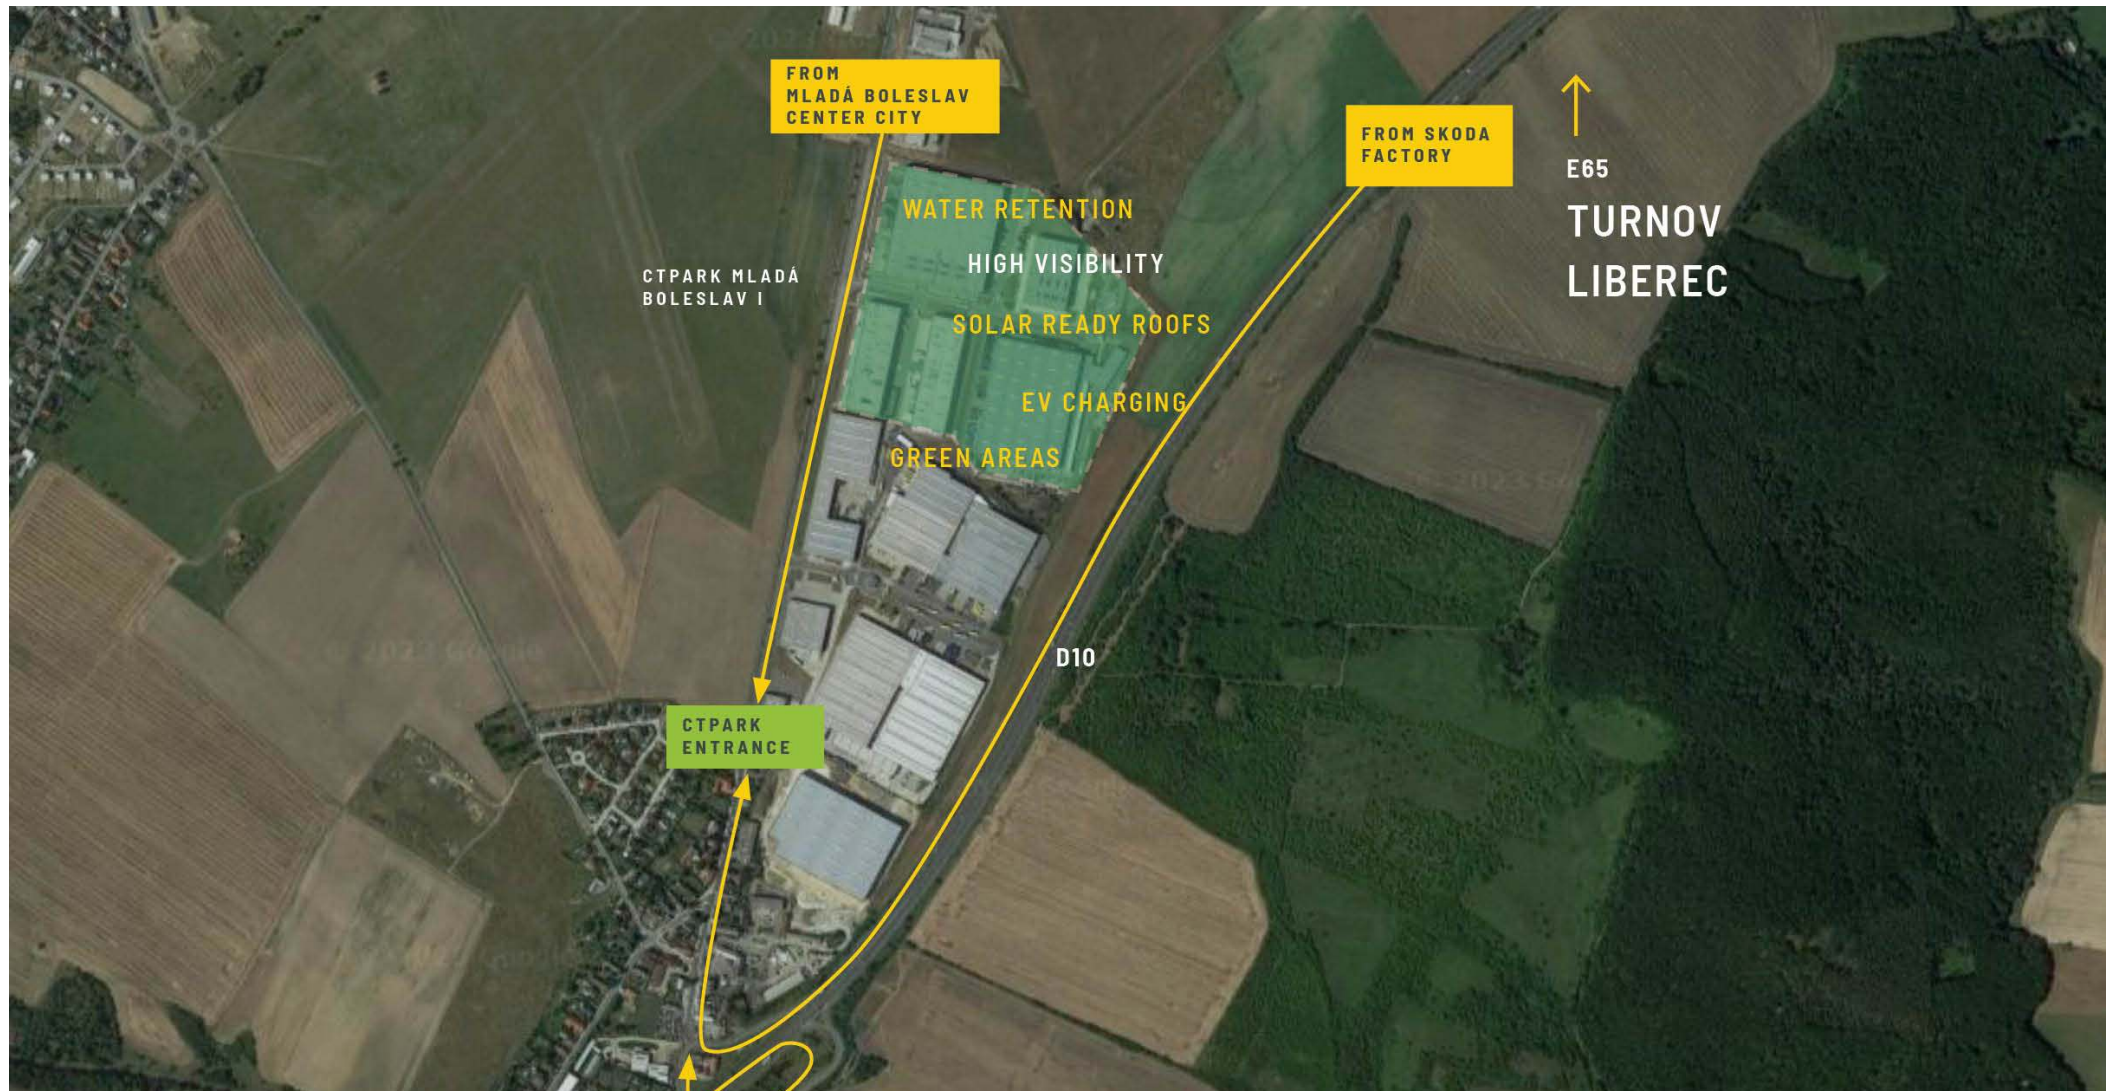 FROM
MLADÁ BOLESLAV
CENTER CITY
FROM SKODA
FACTORY
E65
TURNOV
LIBEREC
WATER RETENTION
HIGH VISIBILITY
CTPARK MLADÁ
BOLESLAV I
SOLAR READY ROOFS
EV CHARGING
GREEN AREAS
D10
CTPARK
ENTRANCE